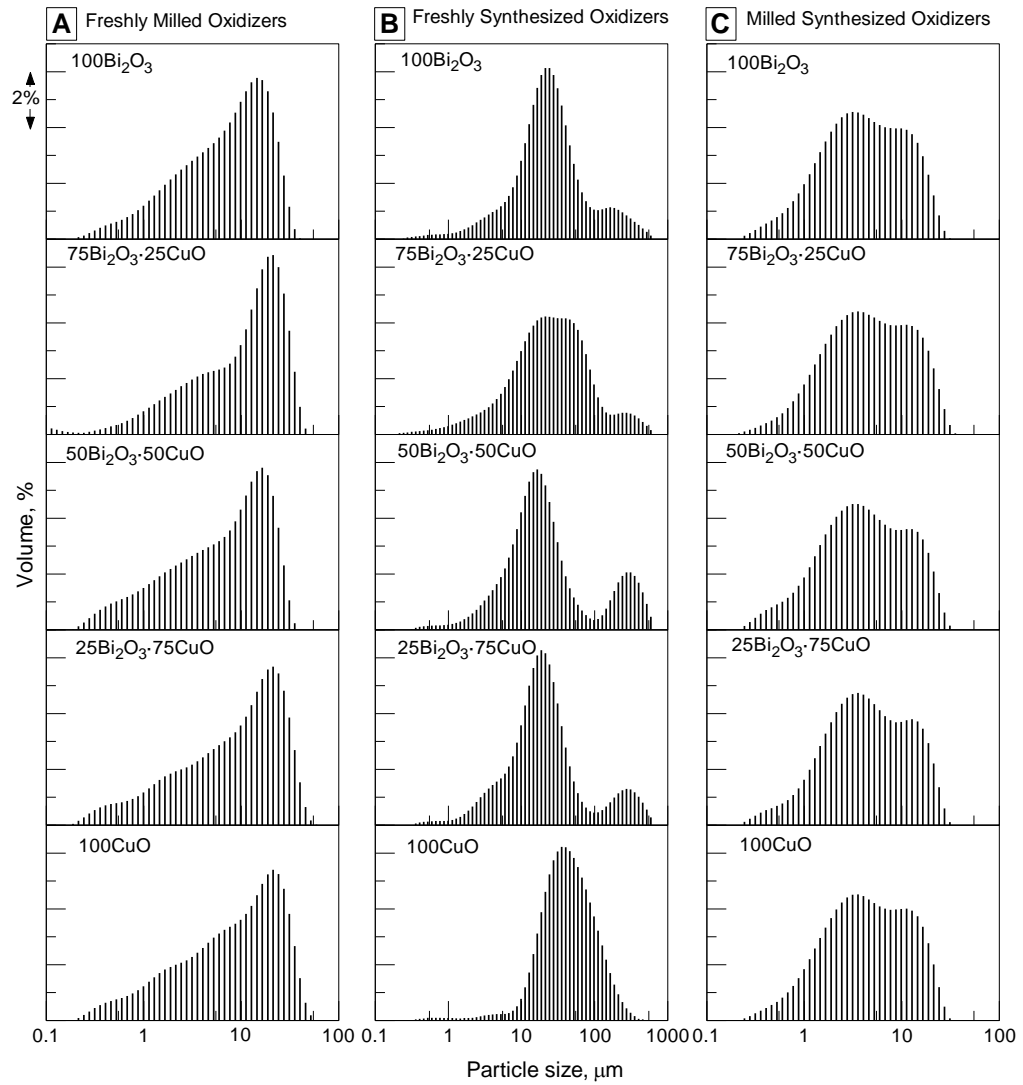 A Freshly Milled Oxidizers
B Freshly Synthesized Oxidizers
C Milled Synthesized Oxidizers
100Bi₂O₃
100Bi₂O₃
100Bi₂O₃
2%
75Bi₂O₃·25CuO
75Bi₂O₃·25CuO
75Bi₂O₃·25CuO
50Bi₂O₃·50CuO
50Bi₂O₃·50CuO
50Bi₂O₃·50CuO
Volume, %
25Bi₂O₃·75CuO
25Bi₂O₃·75CuO
25Bi₂O₃·75CuO
100CuO
100CuO
100CuO
0.1 1 10 100
0.1 1 10 100 1000
0.1 1 10 100
Particle size, μm